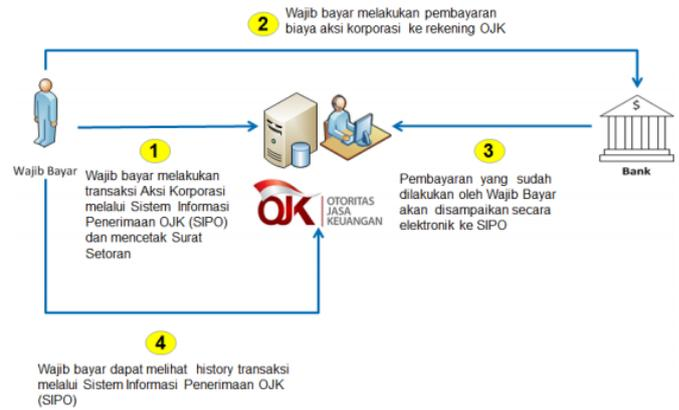 2
Wajib bayar melakukan pembayaran
biaya aksi korporasi ke rekening OJK
Wajib Bayar
1
Wajib bayar melakukan
transaksi Aksi Korporasi
melalui Sistem Informasi
Penerimaan OJK (SIPO)
dan mencetak Surat
Setoran
OJK
OTORITAS
JASA
KEUANGAN
$
Bank
3
Pembayaran yang sudah
dilakukan oleh Wajib Bayar
akan disampaikan secara
elektronik ke SIPO
4
Wajib bayar dapat melihat history transaksi
melalui Sistem Informasi Penerimaan OJK
(SIPO)